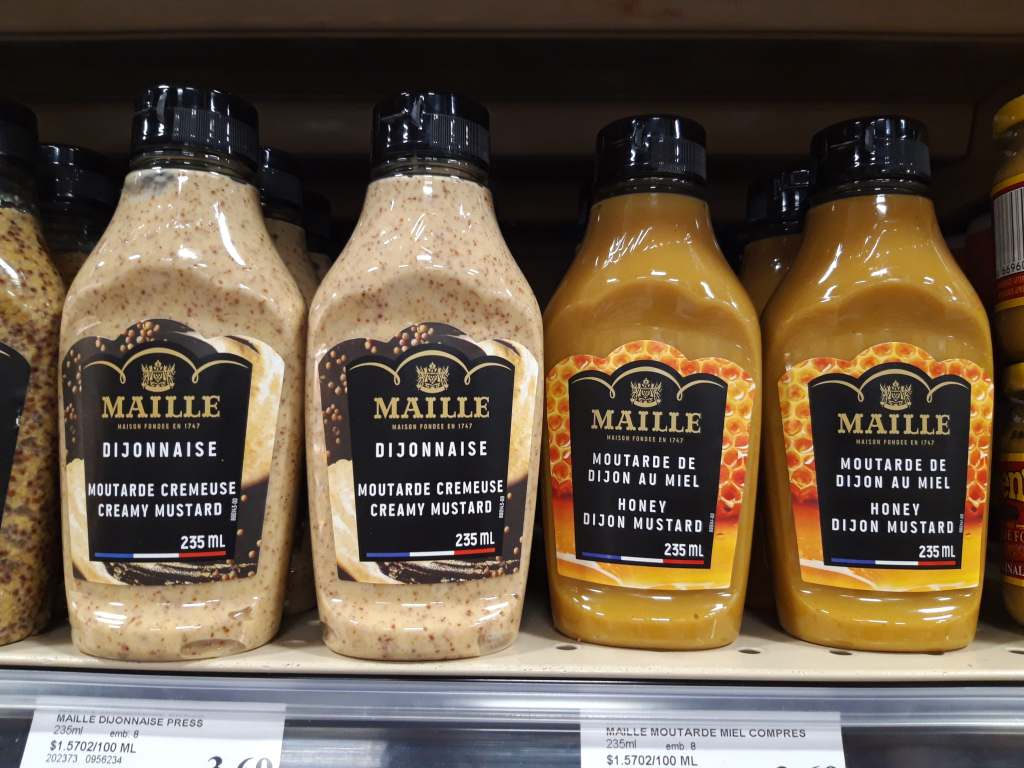 MAILLE
MAISON FONDEE EN 1747
DIJONNAISE
MOUTARDE CREMEUSE
CREAMY MUSTARD
235 ML
MAILLE
MAISON FONDEE EN 1747
DIJONNAISE
MOUTARDE CREMEUSE
CREAMY MUSTARD
235 ML
MAILLE
MAISON FONDEE EN 1747
MOUTARDE DE
DIJON AU MIEL
HONEY
DIJON MUSTARD
235 ML
MAILLE
MAISON FONDEE EN 1747
MOUTARDE DE
DIJON AU MIEL
HONEY
DIJON MUSTARD
235 ML
MAILLE DIJONNAISE PRESS
235ml emb. 8
$1.5702/100 ML
202373 0956234
MAILLE MOUTARDE MIEL COMPRES
235ml emb. 8
$1.5702/100 ML